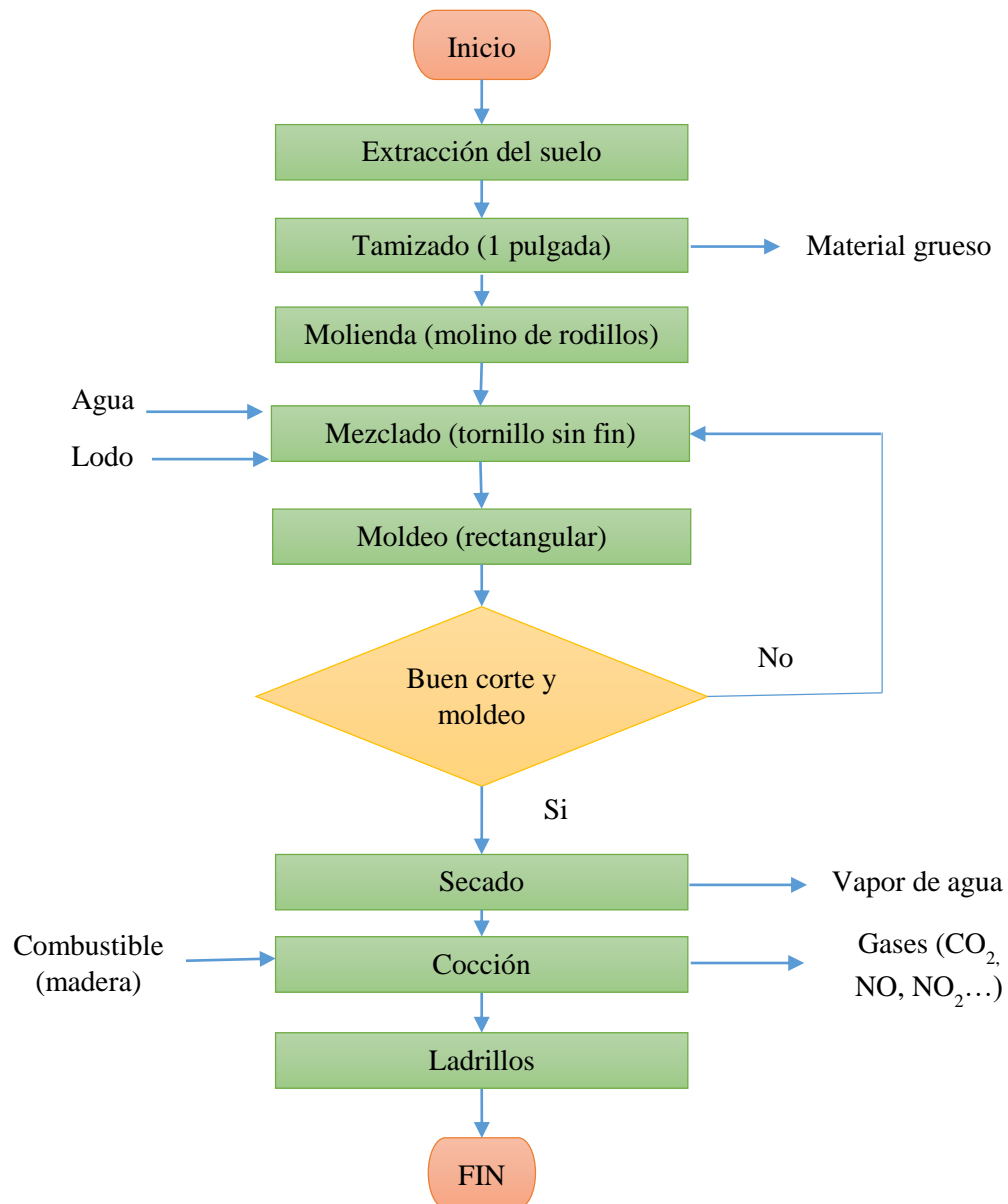 Inicio
Extracción del suelo
Tamizado (1 pulgada)
Material grueso
Molienda (molino de rodillos)
Agua
Mezclado (tornillo sin fin)
Lodo
Moldeo (rectangular)
No
Buen corte y
moldeo
Si
Secado
Vapor de agua
Combustible
(madera)
Cocción
Gases (CO₂,
NO, NO₂…)
Ladrillos
FIN